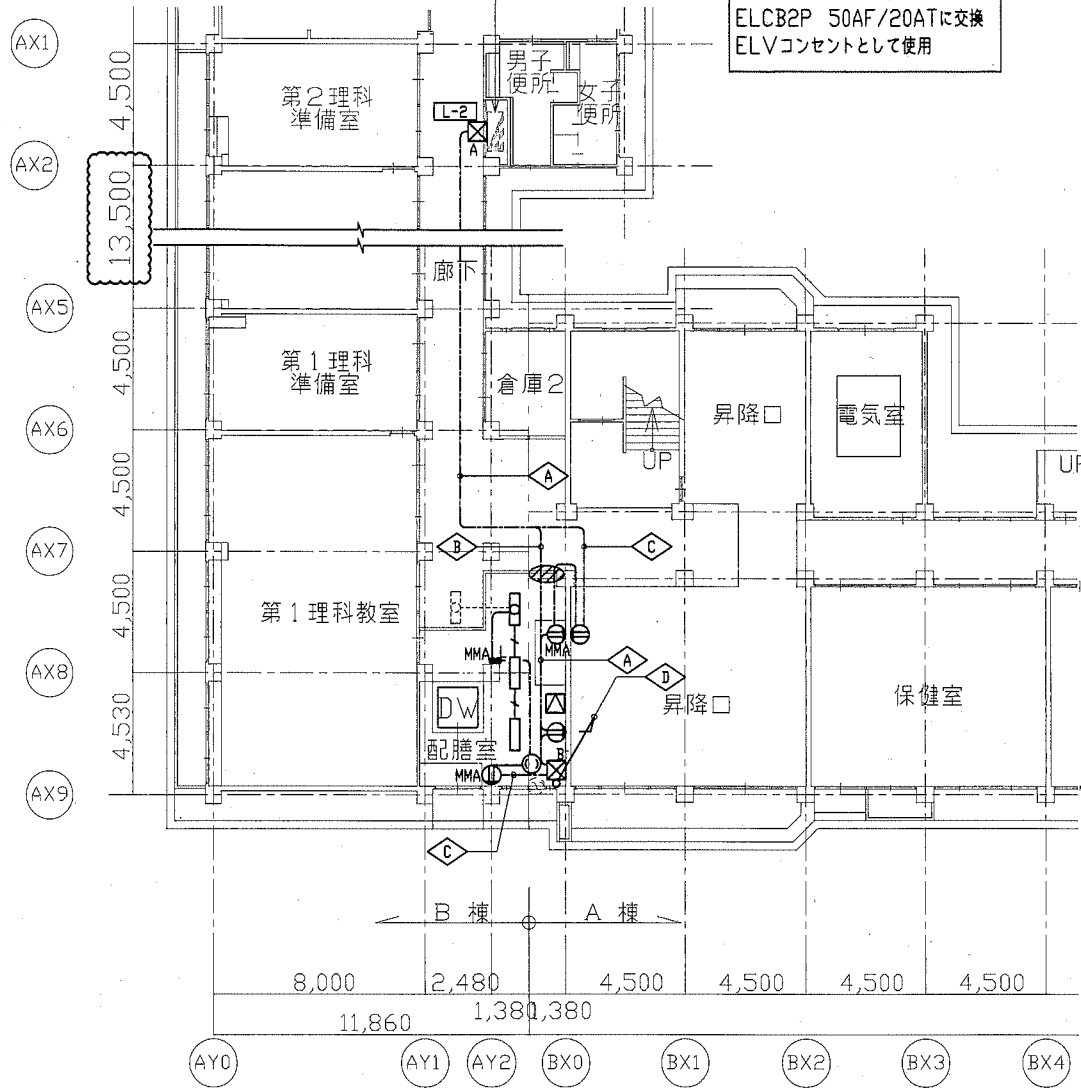 ELCB2P 50AF/20ATに交換
ELVコンセントとして使用
AX1
4,500
第2理科
準備室
男子
便所
女子
便所
L-2
A
AX2
13,500
廊下
AX5
4,500
第1理科
準備室
倉庫2
昇降口
電気室
AX6
UP
UP
A
4,500
AX7
B
C
4,500
第1理科教室
MMA
MMA
A
AX8
D
DW
昇降口
保健室
4,530
配膳室
B
MMA
AX9
C
B 棟
A 棟
8,000
2,480
4,500
4,500
4,500
4,500
1,380
1,380
11,860
AY0
AY1
AY2
BX0
BX1
BX2
BX3
BX4